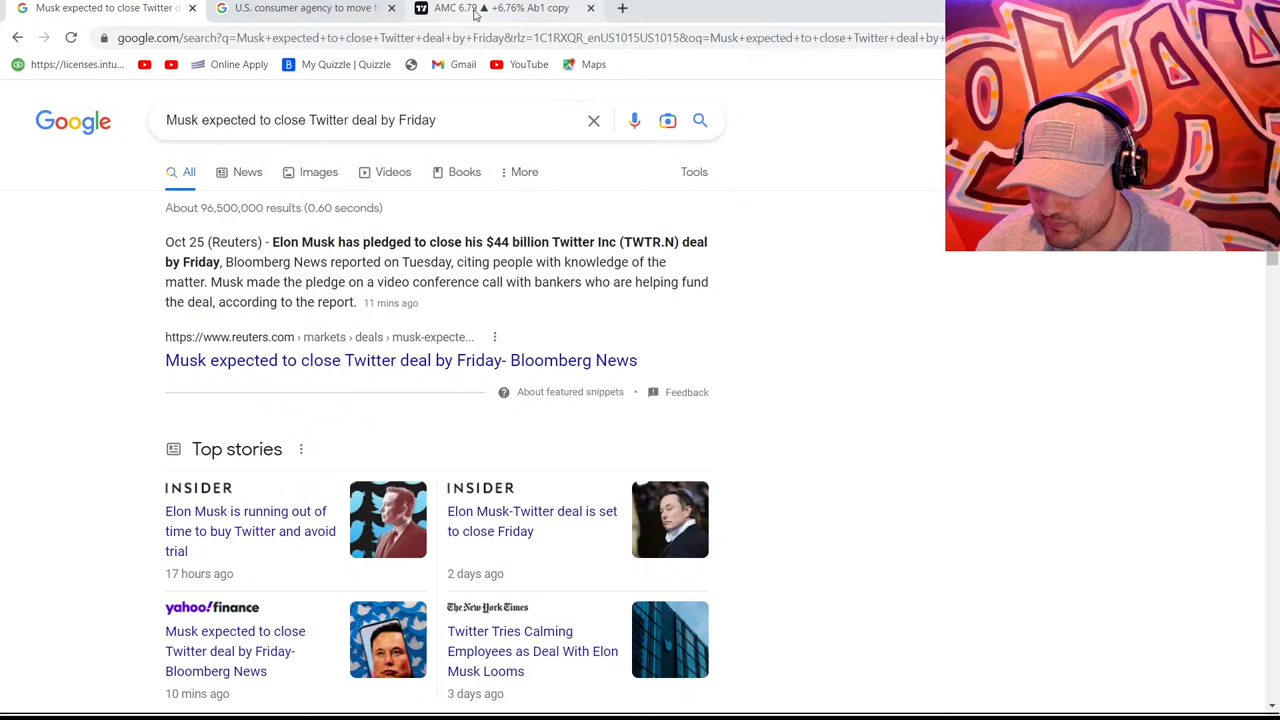 Musk expected to close Twitter d
U.S. consumer agency to move f
AMC 6.79 ▲ +6.76% Ab1 copy
google.com/search?q=Musk+expected+to+close+Twitter+deal+by+Friday&rlz=1C1RXQR_enUS1015US1015&oq=Musk+expected+to+close+Twitter+deal+by+
https://licenses.intu...
Online Apply
B My Quizzle | Quizzle
Gmail
YouTube
Maps
Google
Musk expected to close Twitter deal by Friday
All
News
Images
Videos
Books
More
Tools
About 96,500,000 results (0.60 seconds)
Oct 25 (Reuters) - Elon Musk has pledged to close his $44 billion Twitter Inc (TWTR.N) deal
by Friday, Bloomberg News reported on Tuesday, citing people with knowledge of the
matter. Musk made the pledge on a video conference call with bankers who are helping fund
the deal, according to the report. 11 mins ago
https://www.reuters.com › markets › deals › musk-expecte...
Musk expected to close Twitter deal by Friday- Bloomberg News
About featured snippets • Feedback
Top stories
INSIDER
Elon Musk is running out of
time to buy Twitter and avoid
trial
17 hours ago
INSIDER
Elon Musk-Twitter deal is set
to close Friday
2 days ago
yahoo!finance
Musk expected to close
Twitter deal by Friday-
Bloomberg News
10 mins ago
The New York Times
Twitter Tries Calming
Employees as Deal With Elon
Musk Looms
3 days ago